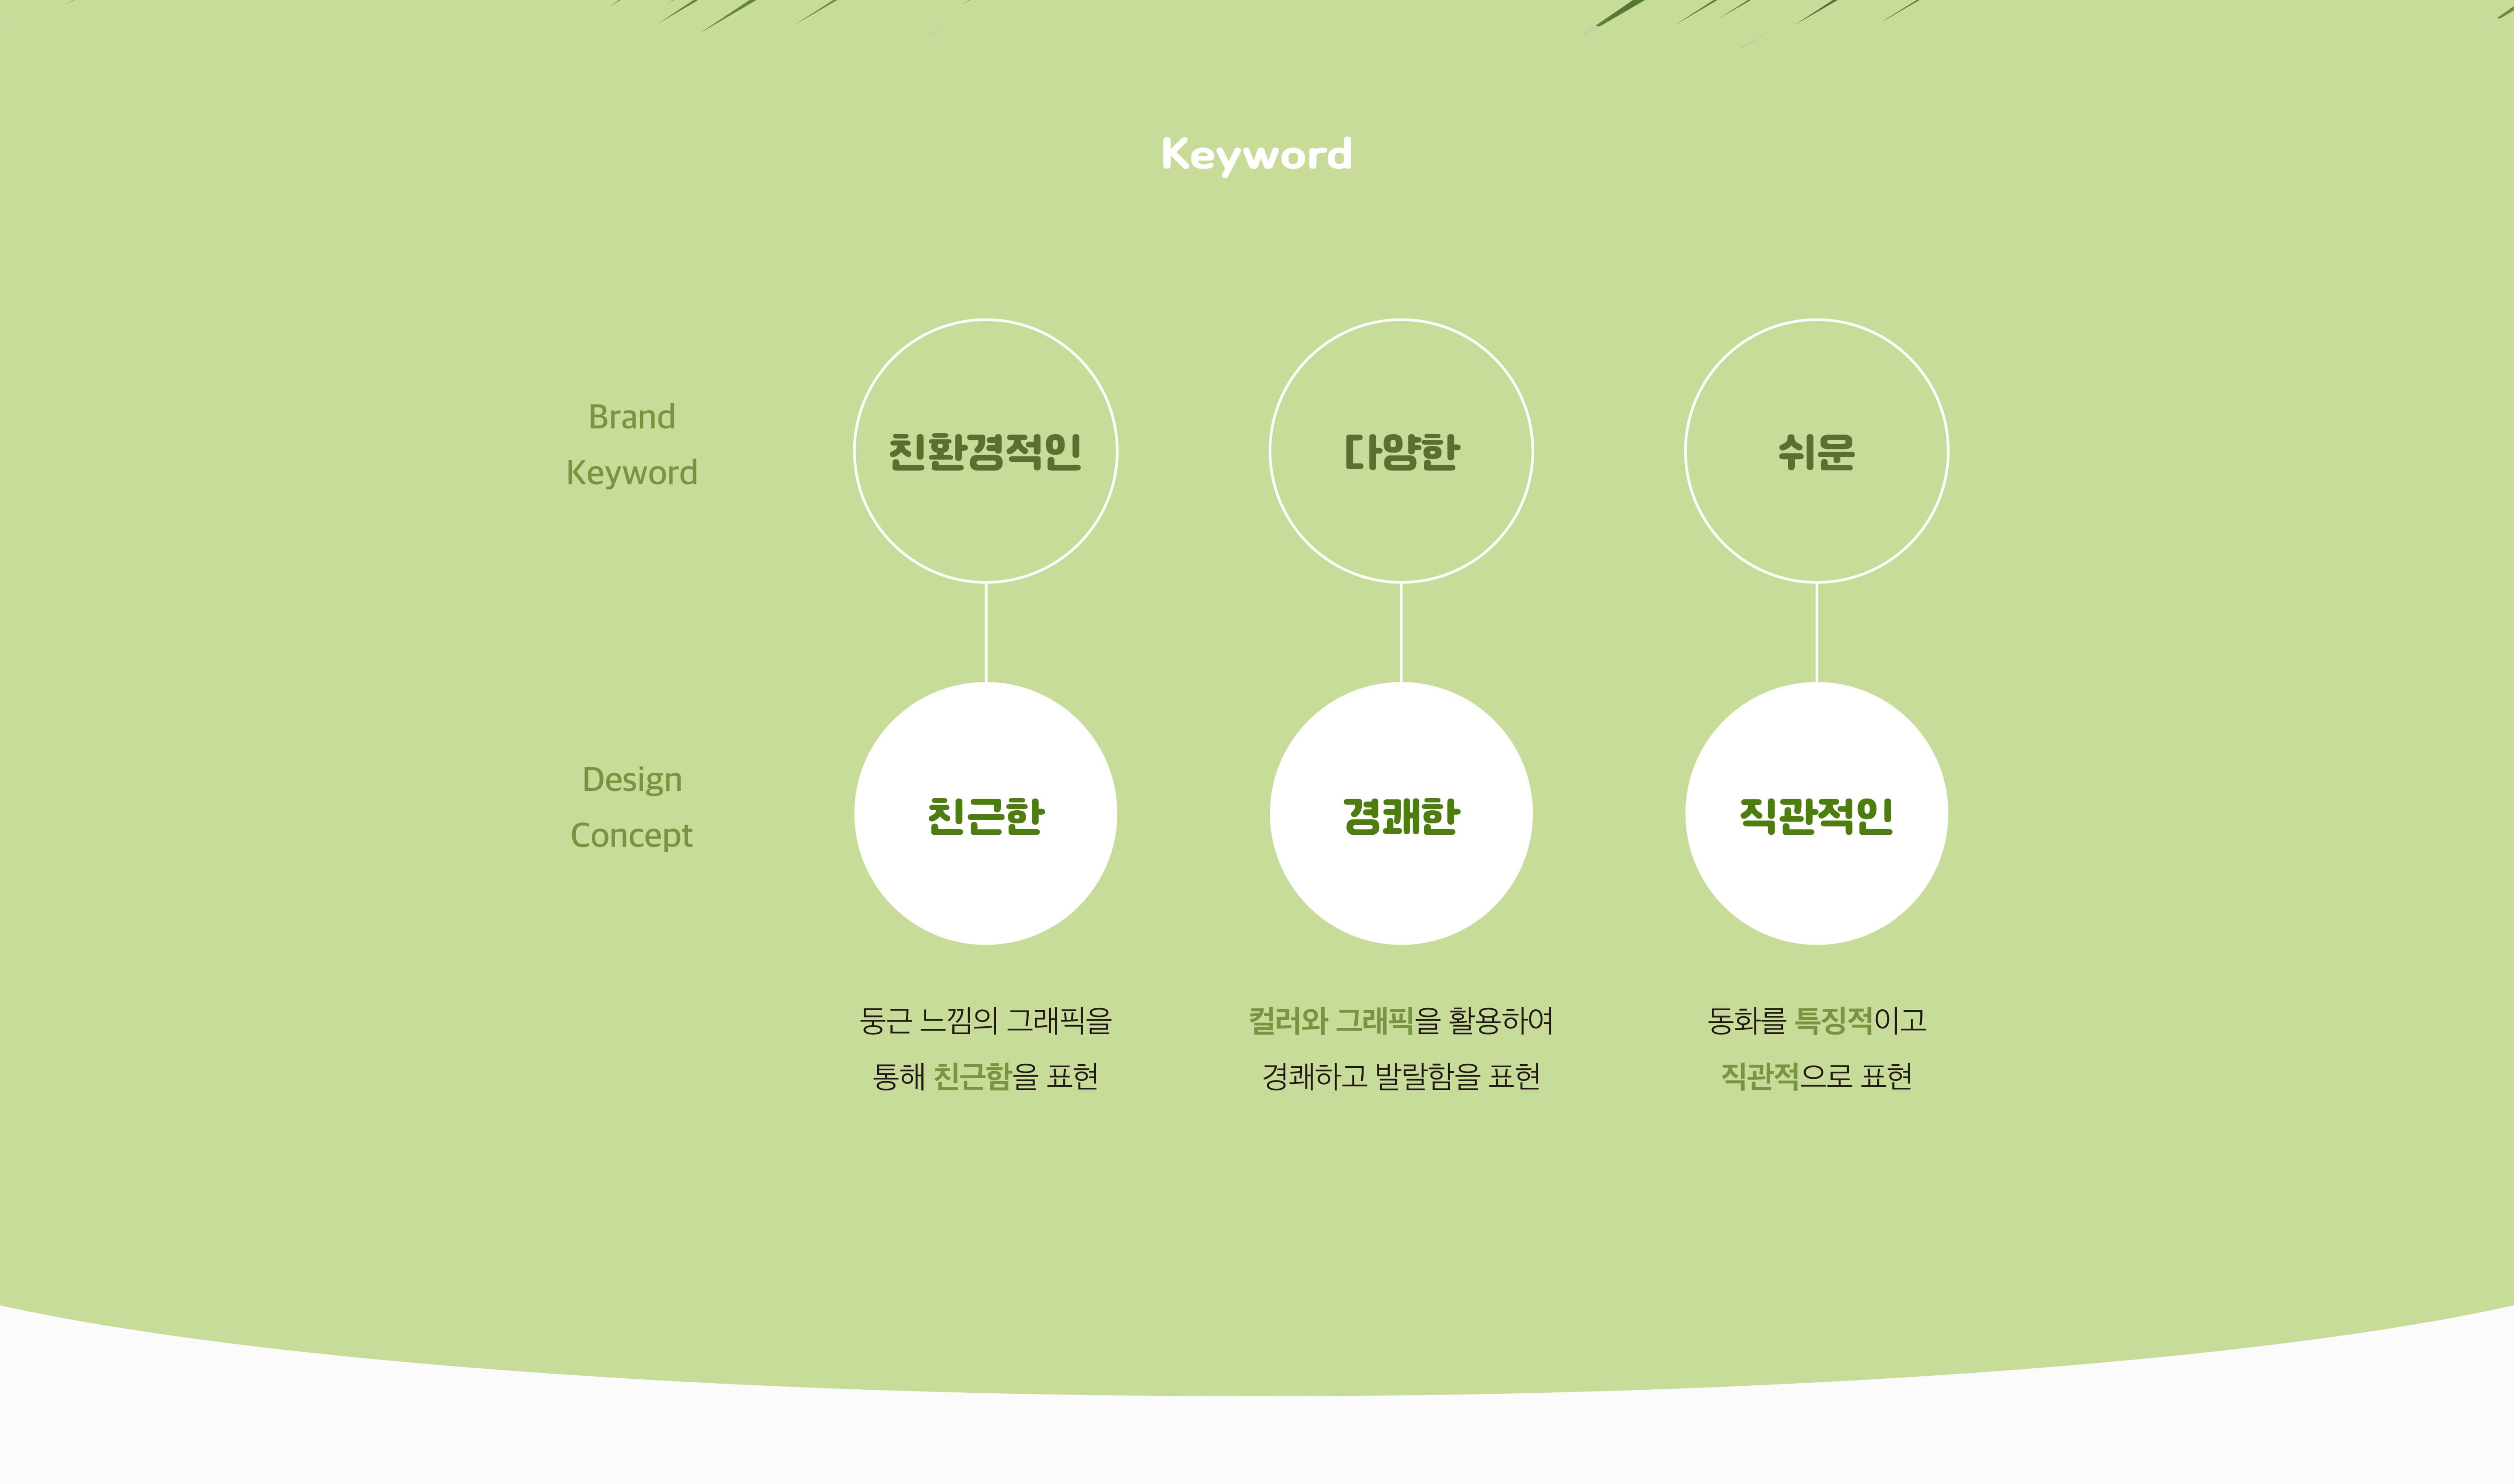 Keyword
Brand
Keyword
친환경적인
다양한
쉬운
Design
Concept
친근한
경쾌한
직관적인
둥근 느낌의 그래픽을
통해 친근함을 표현
컬러와 그래픽을 활용하여
경쾌하고 발랄함을 표현
동화를 특징적이고
직관적으로 표현